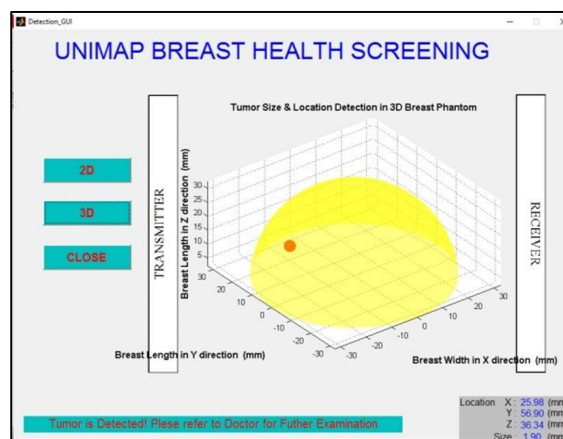 Detection_GUI
UNIMAP BREAST HEALTH SCREENING
Tumor Size & Location Detection in 3D Breast Phantom
2D
3D
CLOSE
TRANSMITTER
RECEIVER
Breast Length in Z direction (mm)
30
25
20
15
10
5
30
20
10
0
-10
-20
-30
-30
-20
-10
0
10
20
30
Breast Length in Y direction (mm)
Breast Width in X direction (mm)
Tumor is Detected! Plese refer to Doctor for Futher Examination
Location X : 25.98 (mm
Y : 56.90 (mm
Z : 36.34 (mm
Size : 1.90 (mm